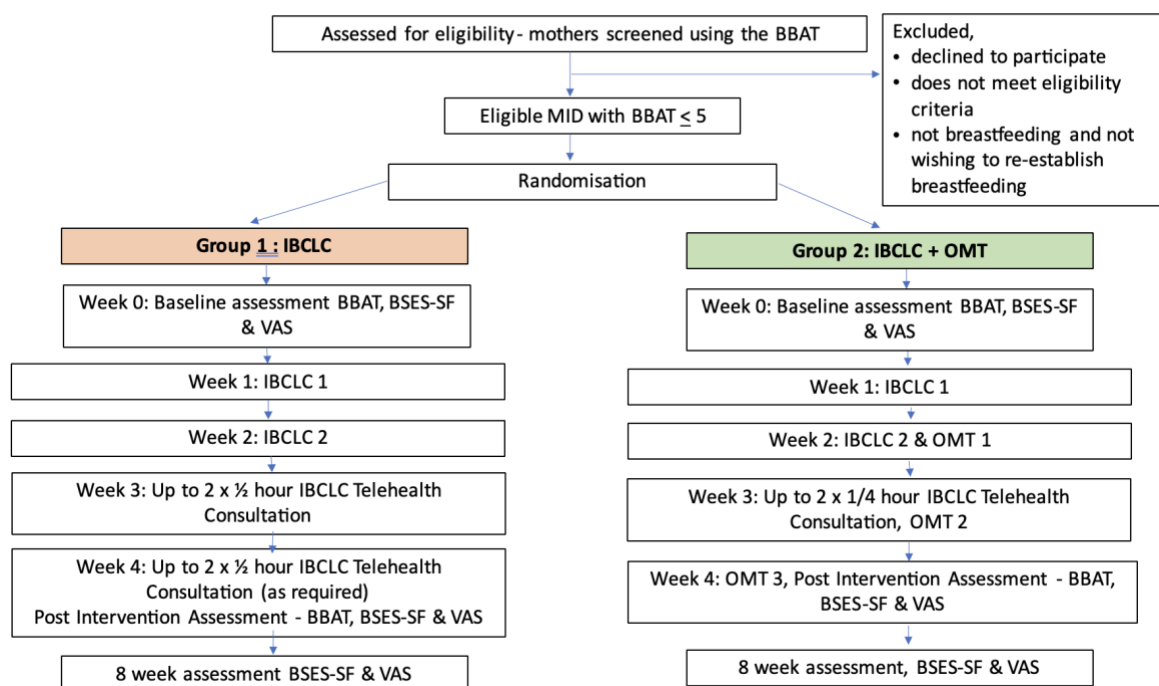 Assessed for eligibility- mothers screened using the BBAT
Excluded,
• declined to participate
• does not meet eligibility
criteria
• not breastfeeding and not
wishing to re-establish
breastfeeding
Eligible MID with BBAT ≤ 5
Randomisation
Group 1 : IBCLC
Week 0: Baseline assessment BBAT, BSES-SF
& VAS
Week 1: IBCLC 1
Week 2: IBCLC 2
Week 3: Up to 2 x ½ hour IBCLC Telehealth
Consultation
Week 4: Up to 2 x ½ hour IBCLC Telehealth
Consultation (as required)
Post Intervention Assessment - BBAT, BSES-SF & VAS
8 week assessment BSES-SF & VAS
Group 2: IBCLC + OMT
Week 0: Baseline assessment BBAT, BSES-SF
& VAS
Week 1: IBCLC 1
Week 2: IBCLC 2 & OMT 1
Week 3: Up to 2 x 1/4 hour IBCLC Telehealth
Consultation, OMT 2
Week 4: OMT 3, Post Intervention Assessment - BBAT,
BSES-SF & VAS
8 week assessment, BSES-SF & VAS